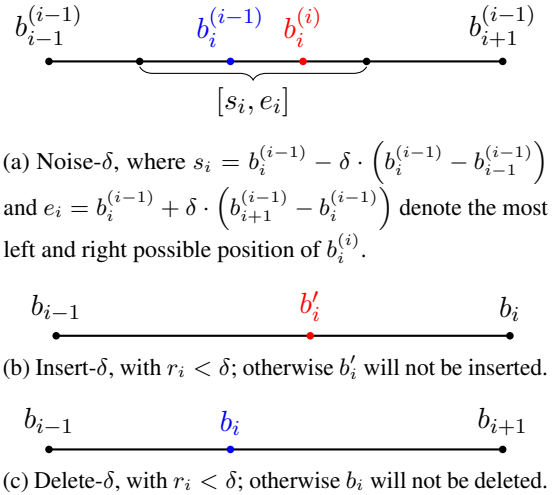 b_{i-1}^{(i-1)} b_i^{(i-1)} b_i^{(i)} b_{i+1}^{(i-1)}
[s_i, e_i]
(a) Noise-δ, where s_i = b_i^{(i-1)} − δ · (b_i^{(i-1)} − b_{i-1}^{(i-1)})
and e_i = b_i^{(i-1)} + δ · (b_{i+1}^{(i-1)} − b_i^{(i-1)}) denote the most
left and right possible position of b_i^{(i)}.
b_{i-1} b'_i b_i
(b) Insert-δ, with r_i < δ; otherwise b'_i will not be inserted.
b_{i-1} b_i b_{i+1}
(c) Delete-δ, with r_i < δ; otherwise b_i will not be deleted.